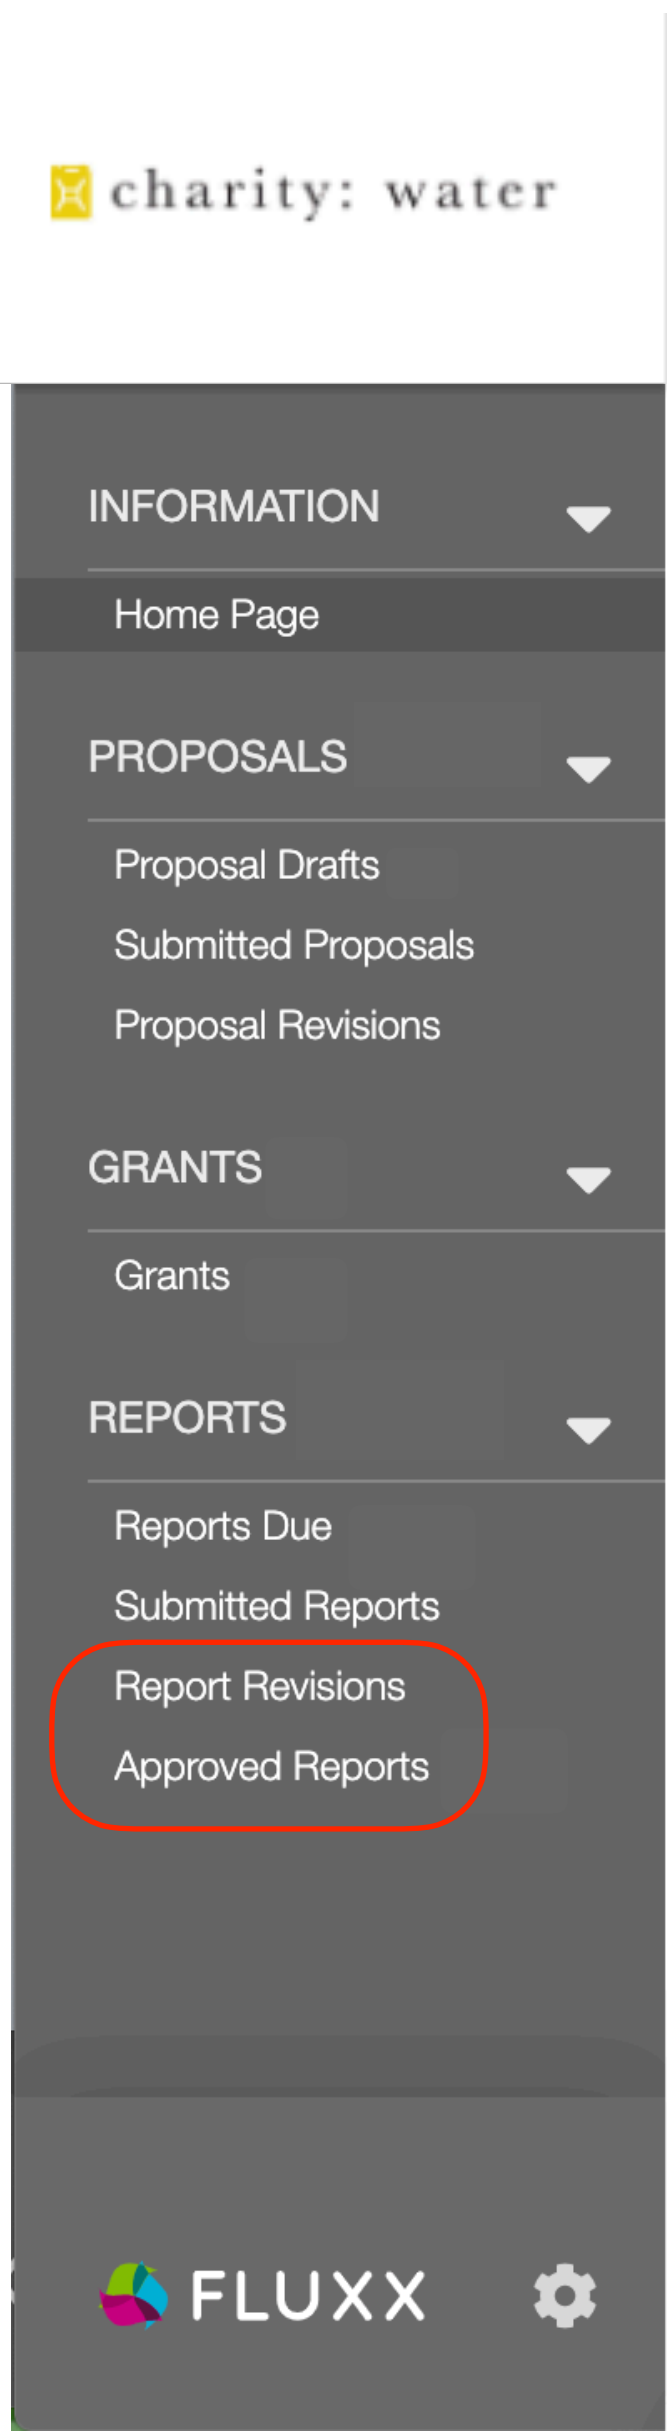 charity: water
INFORMATION
Home Page
PROPOSALS
Proposal Drafts
Submitted Proposals
Proposal Revisions
GRANTS
Grants
REPORTS
Reports Due
Submitted Reports
Report Revisions
Approved Reports
FLUXX